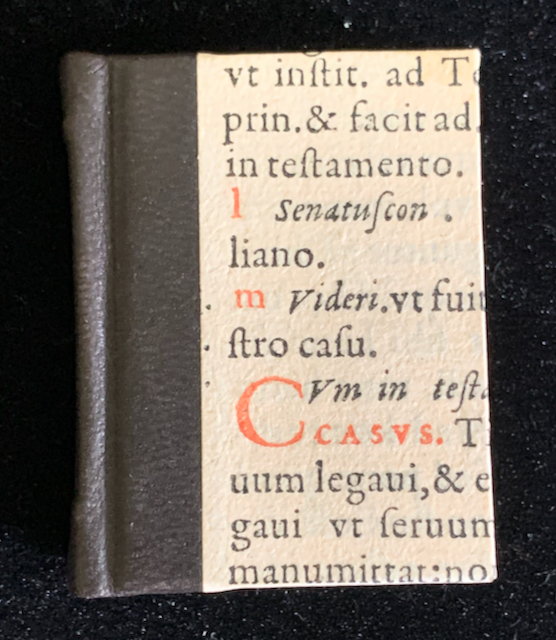 vt inſtit. ad T
prin. & facit ad
in teſtamento.
l Senatuſcon .
liano.
m Videri. vt fuit
ſtro caſu.
CVm in teſta
CASVS. T
uum legaui, & e
gaui vt ſeruum
manumittat: no